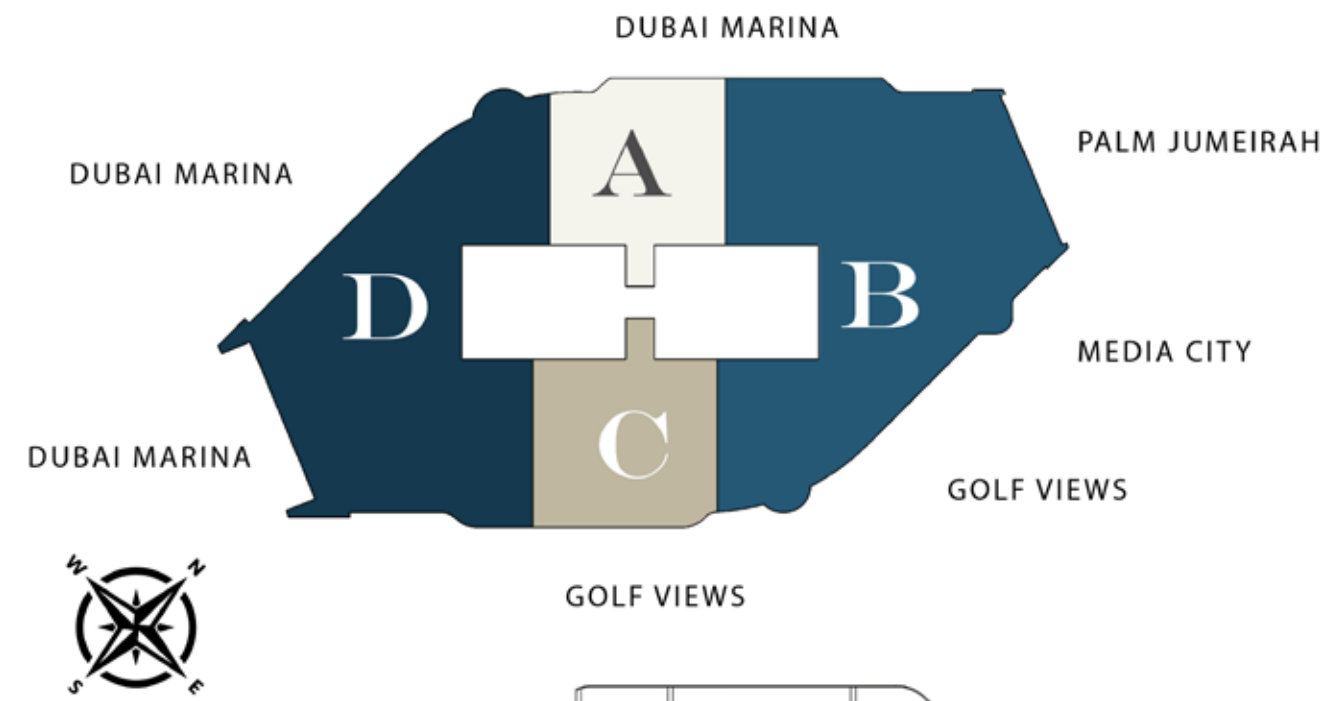 DUBAI MARINA
PALM JUMEIRAH
DUBAI MARINA
A
D
B
MEDIA CITY
C
DUBAI MARINA
GOLF VIEWS
W
N
GOLF VIEWS
S
E